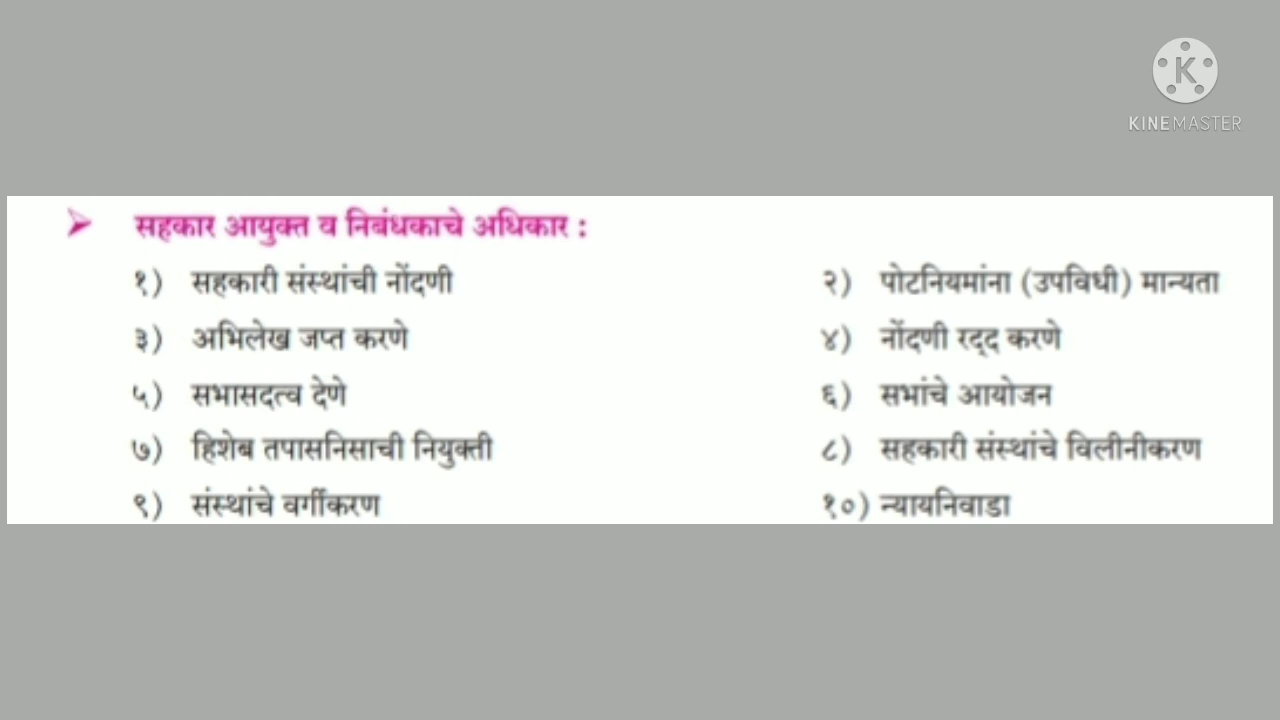 KINEMASTER
➤ सहकार आयुक्त व निबंधकाचे अधिकार :
१) सहकारी संस्थांची नोंदणी २) पोटनियमांना (उपविधी) मान्यता
३) अभिलेख जप्त करणे ४) नोंदणी रद्द करणे
५) सभासदत्व देणे ६) सभांचे आयोजन
७) हिशेब तपासनिसाची नियुक्ती ८) सहकारी संस्थांचे विलीनीकरण
९) संस्थांचे वर्गीकरण १०) न्यायनिवाडा